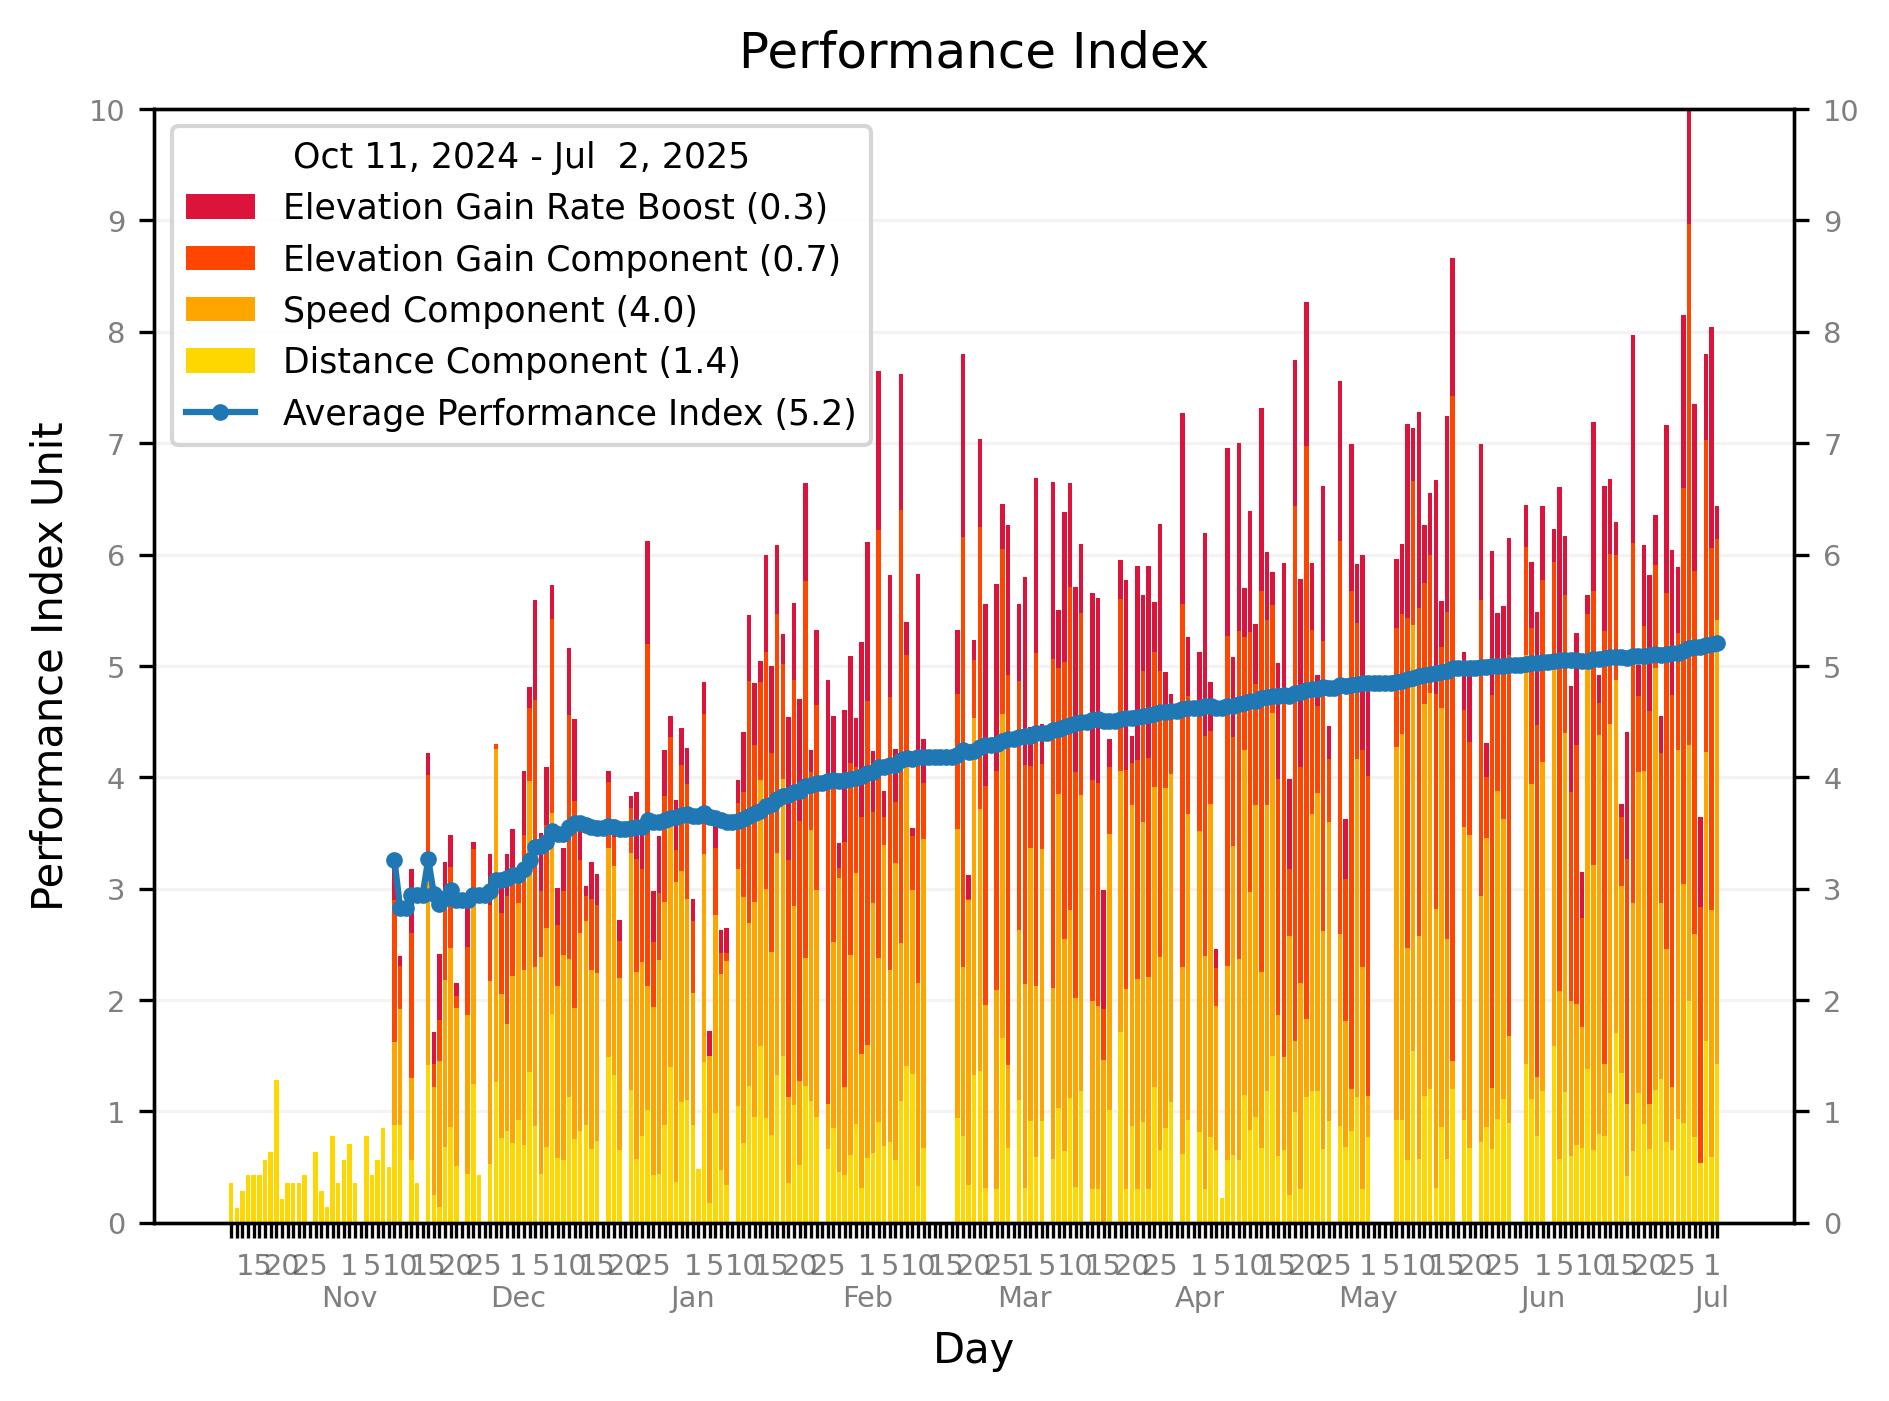 Performance Index
Oct 11, 2024 - Jul  2, 2025
Elevation Gain Rate Boost (0.3)
Elevation Gain Component (0.7)
Speed Component (4.0)
Distance Component (1.4)
Average Performance Index (5.2)
Performance Index Unit
10
9
8
7
6
5
4
3
2
1
0
10
9
8
7
6
5
4
3
2
1
0
15 20 25 1 5 10 15 20 25 1 5 10 15 20 25 1 5 10 15 20 25 1 5 10 15 20 25 1 5 10 15 20 25 1 5 10 15 20 25 1 5 10 15 20 25 1 5 10 15 20 25 1
Nov Dec Jan Feb Mar Apr May Jun Jul
Day